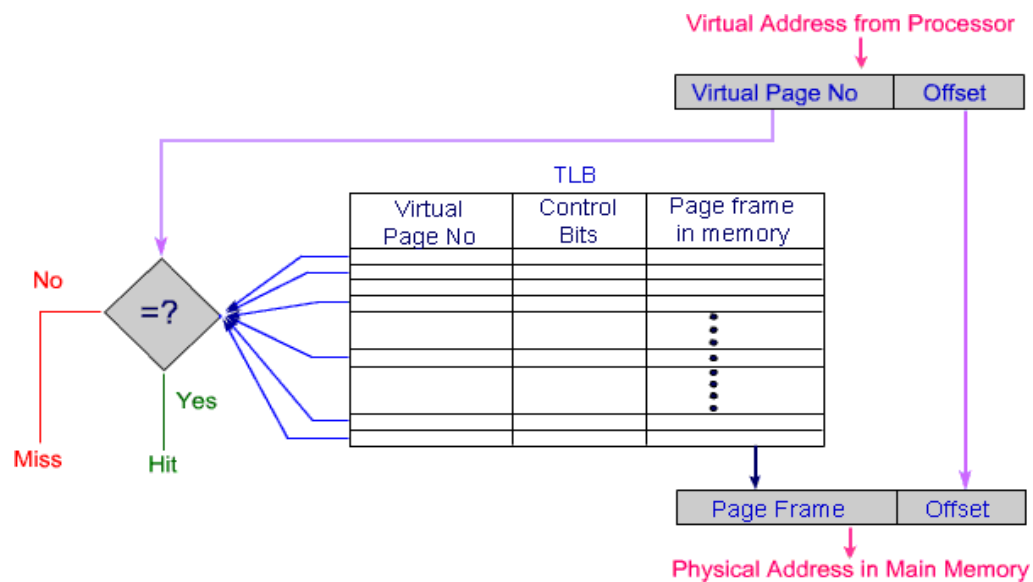 Virtual Address from Processor
Virtual Page No Offset
TLB
Virtual Page No
Control Bits
Page frame in memory
No
=?
Yes
Miss
Hit
Page Frame Offset
Physical Address in Main Memory